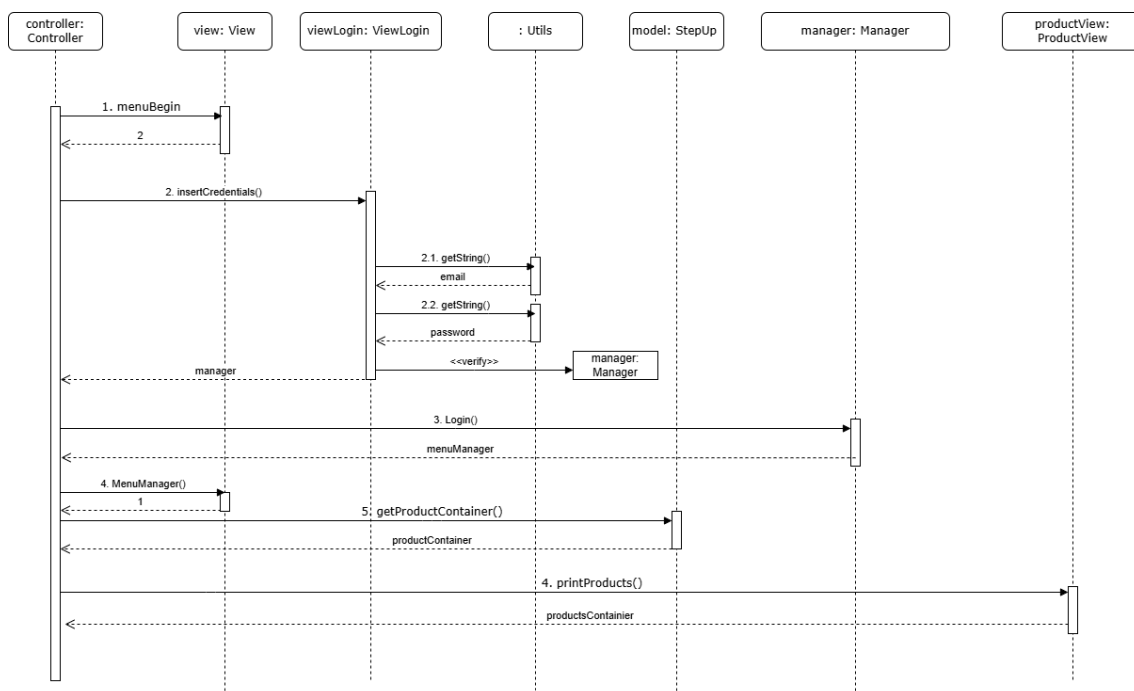 controller:
Controller
view: View
viewLogin: ViewLogin
: Utils
model: StepUp
manager: Manager
productView:
ProductView
1. menuBegin
2
2. insertCredentials()
2.1. getString()
email
2.2. getString()
password
<<verify>>
manager:
Manager
manager
3. Login()
menuManager
4. MenuManager()
1
5. getProductContainer()
productContainer
4. printProducts()
productsContainier